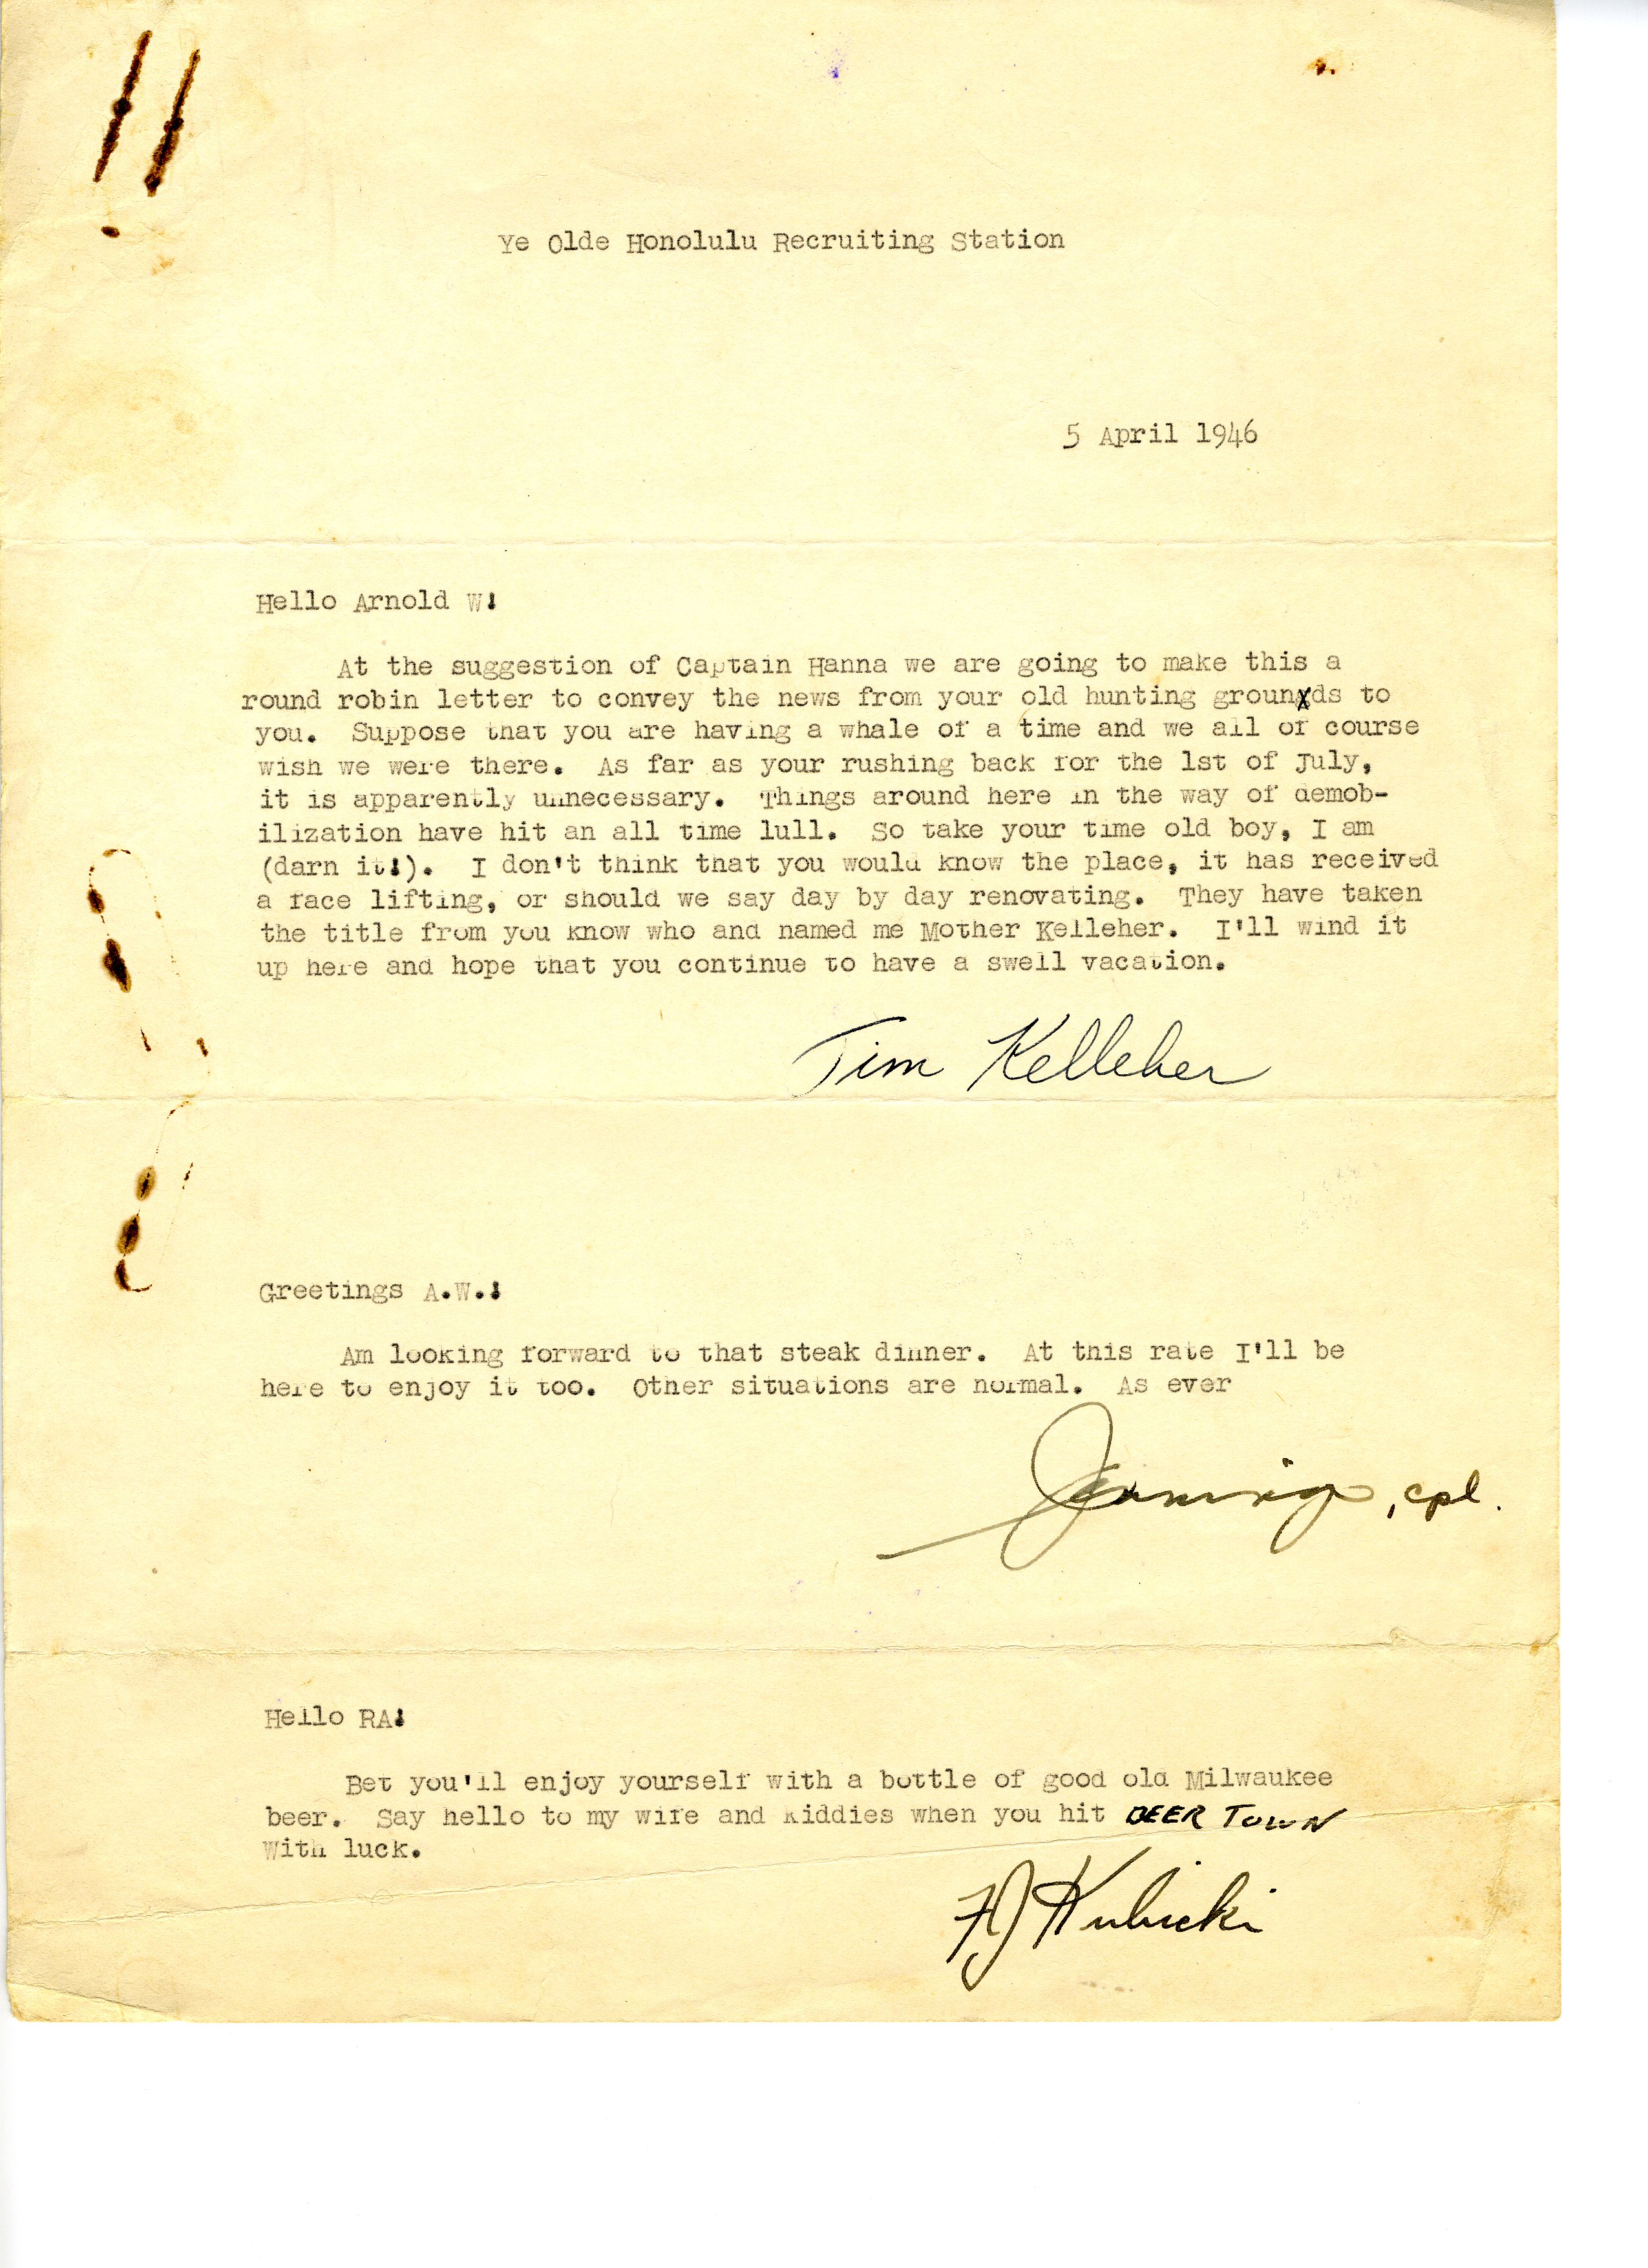 Ye Olde Honolulu Recruiting Station
5 April 1946
Hello Arnold W!
At the suggestion of Captain Hanna we are going to make this a
round robin letter to convey the news from your old hunting grounxds to
you. Suppose that you are having a whale of a time and we all of course
wish we were there. As far as your rushing back for the 1st of July,
it is apparently unnecessary. Things around here in the way of demob-
ilization have hit an all time lull. So take your time old boy, I am
(darn it!). I don't think that you would know the place, it has received
a face lifting, or should we say day by day renovating. They have taken
the title from you know who and named me Mother Kelleher. I'll wind it
up here and hope that you continue to have a swell vacation.
Tim Kelleher
Greetings A.W.!
Am looking forward to that steak dinner. At this rate I'll be
here to enjoy it too. Other situations are normal. As ever
Jennings, cpl.
Hello RA!
Bet you'll enjoy yourself with a bottle of good old Milwaukee
beer. Say hello to my wife and kiddies when you hit BEER TOWN
With luck.
FJ Kubicki